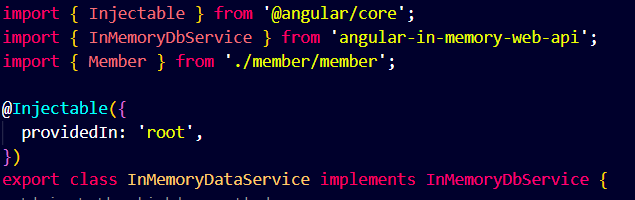 import { Injectable } from '@angular/core';
import { InMemoryDbService } from 'angular-in-memory-web-api';
import { Member } from './member/member';
@Injectable({
  providedIn: 'root',
})
export class InMemoryDataService implements InMemoryDbService {